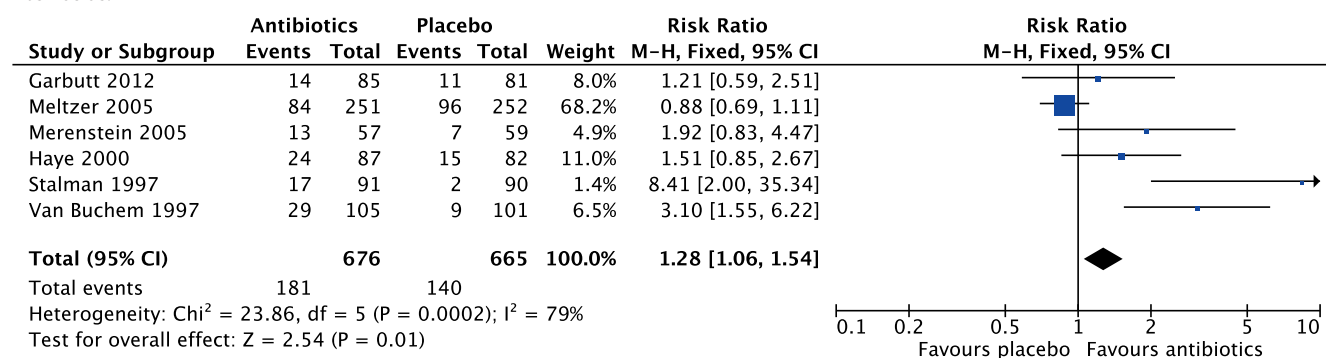 Antibiotics Placebo Risk Ratio Risk Ratio
Study or Subgroup Events Total Events Total Weight M-H, Fixed, 95% CI M-H, Fixed, 95% CI
Garbutt 2012 14 85 11 81 8.0% 1.21 [0.59, 2.51]
Meltzer 2005 84 251 96 252 68.2% 0.88 [0.69, 1.11]
Merenstein 2005 13 57 7 59 4.9% 1.92 [0.83, 4.47]
Haye 2000 24 87 15 82 11.0% 1.51 [0.85, 2.67]
Stalman 1997 17 91 2 90 1.4% 8.41 [2.00, 35.34]
Van Buchem 1997 29 105 9 101 6.5% 3.10 [1.55, 6.22]
Total (95% CI) 676 665 100.0% 1.28 [1.06, 1.54]
Total events 181 140
Heterogeneity: Chi² = 23.86, df = 5 (P = 0.0002); I² = 79%
Test for overall effect: Z = 2.54 (P = 0.01)
0.1 0.2 0.5 1 2 5 10
Favours placebo Favours antibiotics